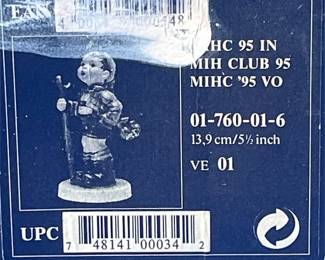 EAN
MIHC 95 IN
MIH CLUB 95
MIHC '95 VO
01-760-01-6
13,9 cm/5½ inch
VE 01
UPC
7 48141 00034 2